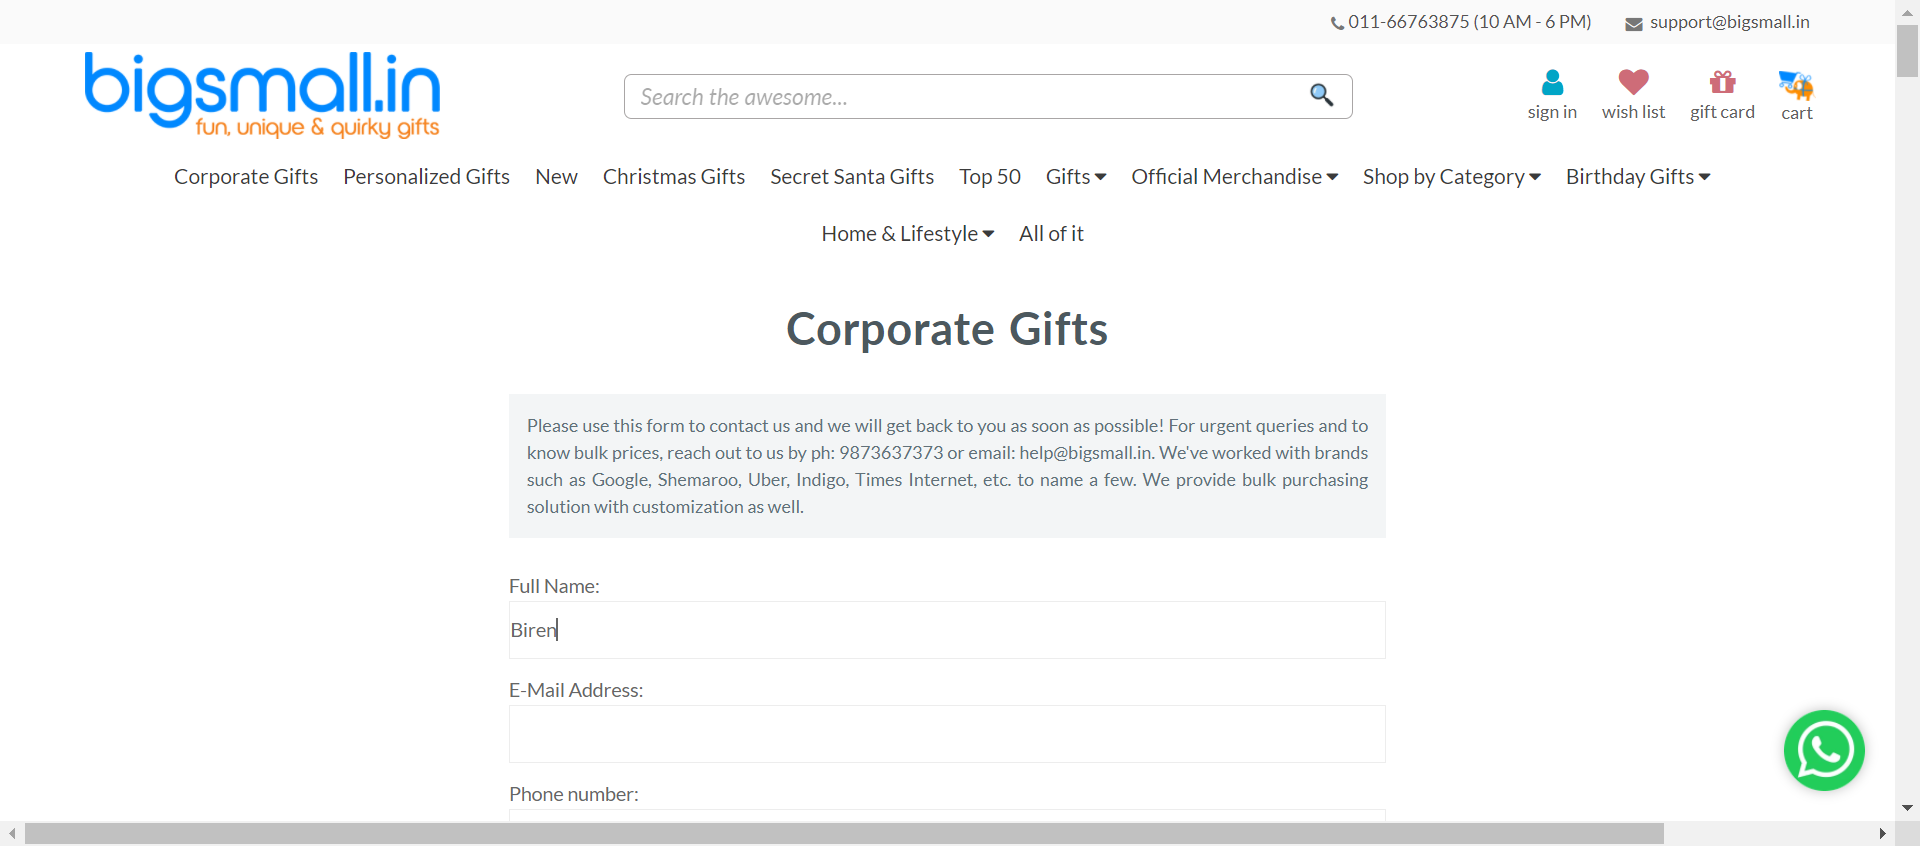 011-66763875 (10 AM - 6 PM) support@bigsmall.in
bigsmall.in
fun, unique & quirky gifts
Search the awesome...
sign in wish list gift card cart
Corporate Gifts Personalized Gifts New Christmas Gifts Secret Santa Gifts Top 50 Gifts Official Merchandise Shop by Category Birthday Gifts
Home & Lifestyle All of it
Corporate Gifts
Please use this form to contact us and we will get back to you as soon as possible! For urgent queries and to
know bulk prices, reach out to us by ph: 9873637373 or email: help@bigsmall.in. We've worked with brands
such as Google, Shemaroo, Uber, Indigo, Times Internet, etc. to name a few. We provide bulk purchasing
solution with customization as well.
Full Name:
Biren
E-Mail Address:
Phone number: